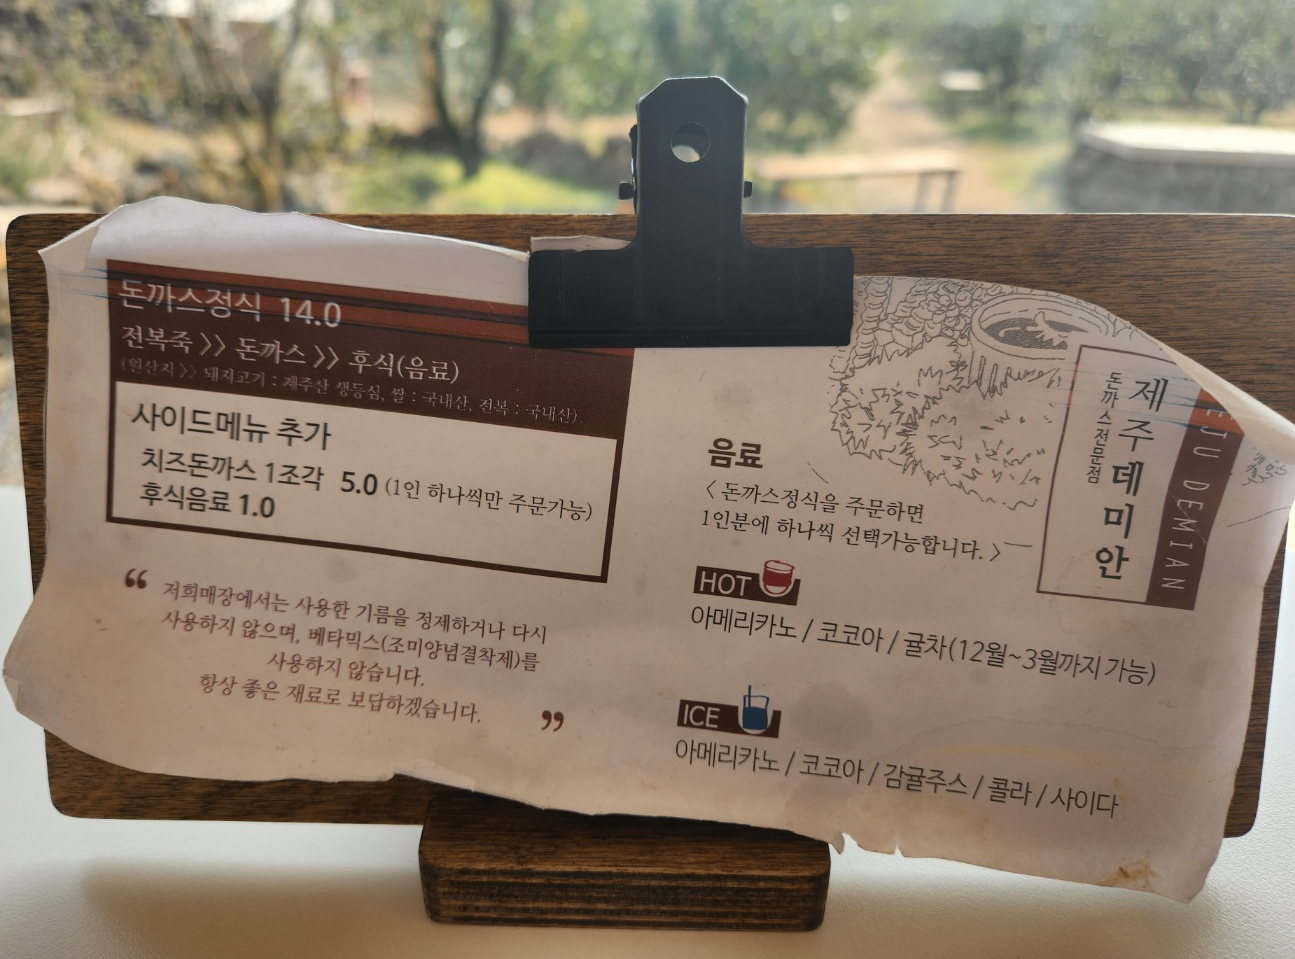 돈까스정식 14.0
전복죽 》 돈까스 》 후식(음료)
(원산지 》 돼지고기 : 제주산 생등심, 쌀 : 국내산, 전복 : 국내산)
사이드메뉴 추가
치즈돈까스 1조각 5.0 (1인 하나씩만 주문가능)
후식음료 1.0
“ 저희매장에서는 사용한 기름을 정제하거나 다시
사용하지 않으며, 베타믹스(조미양념결착제)를
사용하지 않습니다.
항상 좋은 재료로 보답하겠습니다. ”
음료
< 돈까스정식을 주문하면
1인분에 하나씩 선택가능합니다. >
HOT
아메리카노 / 코코아 / 귤차(12월~3월까지 가능)
ICE
아메리카노 / 코코아 / 감귤주스 / 콜라 / 사이다
제주데미안
돈까스전문점
JEJU DEMIAN